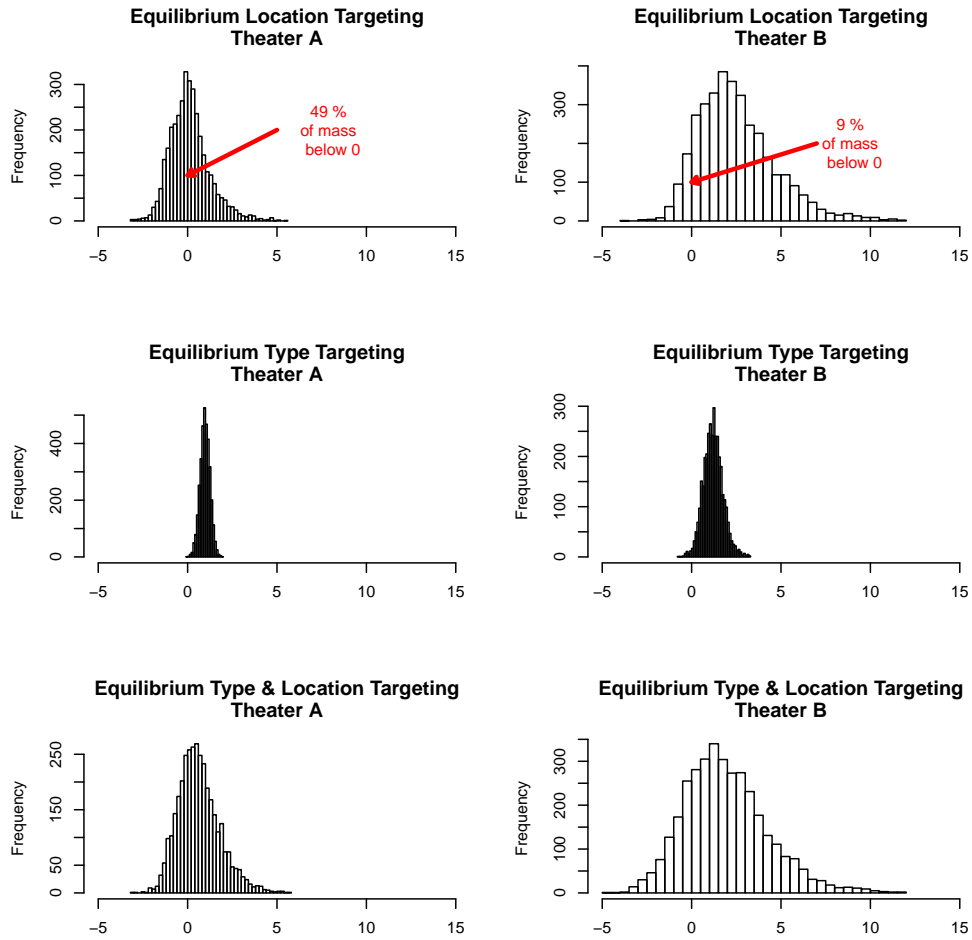 Equilibrium Location Targeting
Theater A
Frequency
0
100
200
300
49 %
of mass
below 0
−5
0
5
10
15
Equilibrium Location Targeting
Theater B
Frequency
0
100
300
9 %
of mass
below 0
−5
0
5
10
15
Equilibrium Type Targeting
Theater A
Frequency
0
200
400
−5
0
5
10
15
Equilibrium Type Targeting
Theater B
Frequency
0
100
200
300
−5
0
5
10
15
Equilibrium Type & Location Targeting
Theater A
Frequency
0
50
150
250
−5
0
5
10
15
Equilibrium Type & Location Targeting
Theater B
Frequency
0
100
200
300
−5
0
5
10
15